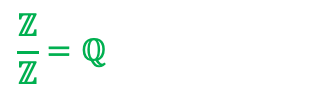 ℤ/ℤ = ℚ